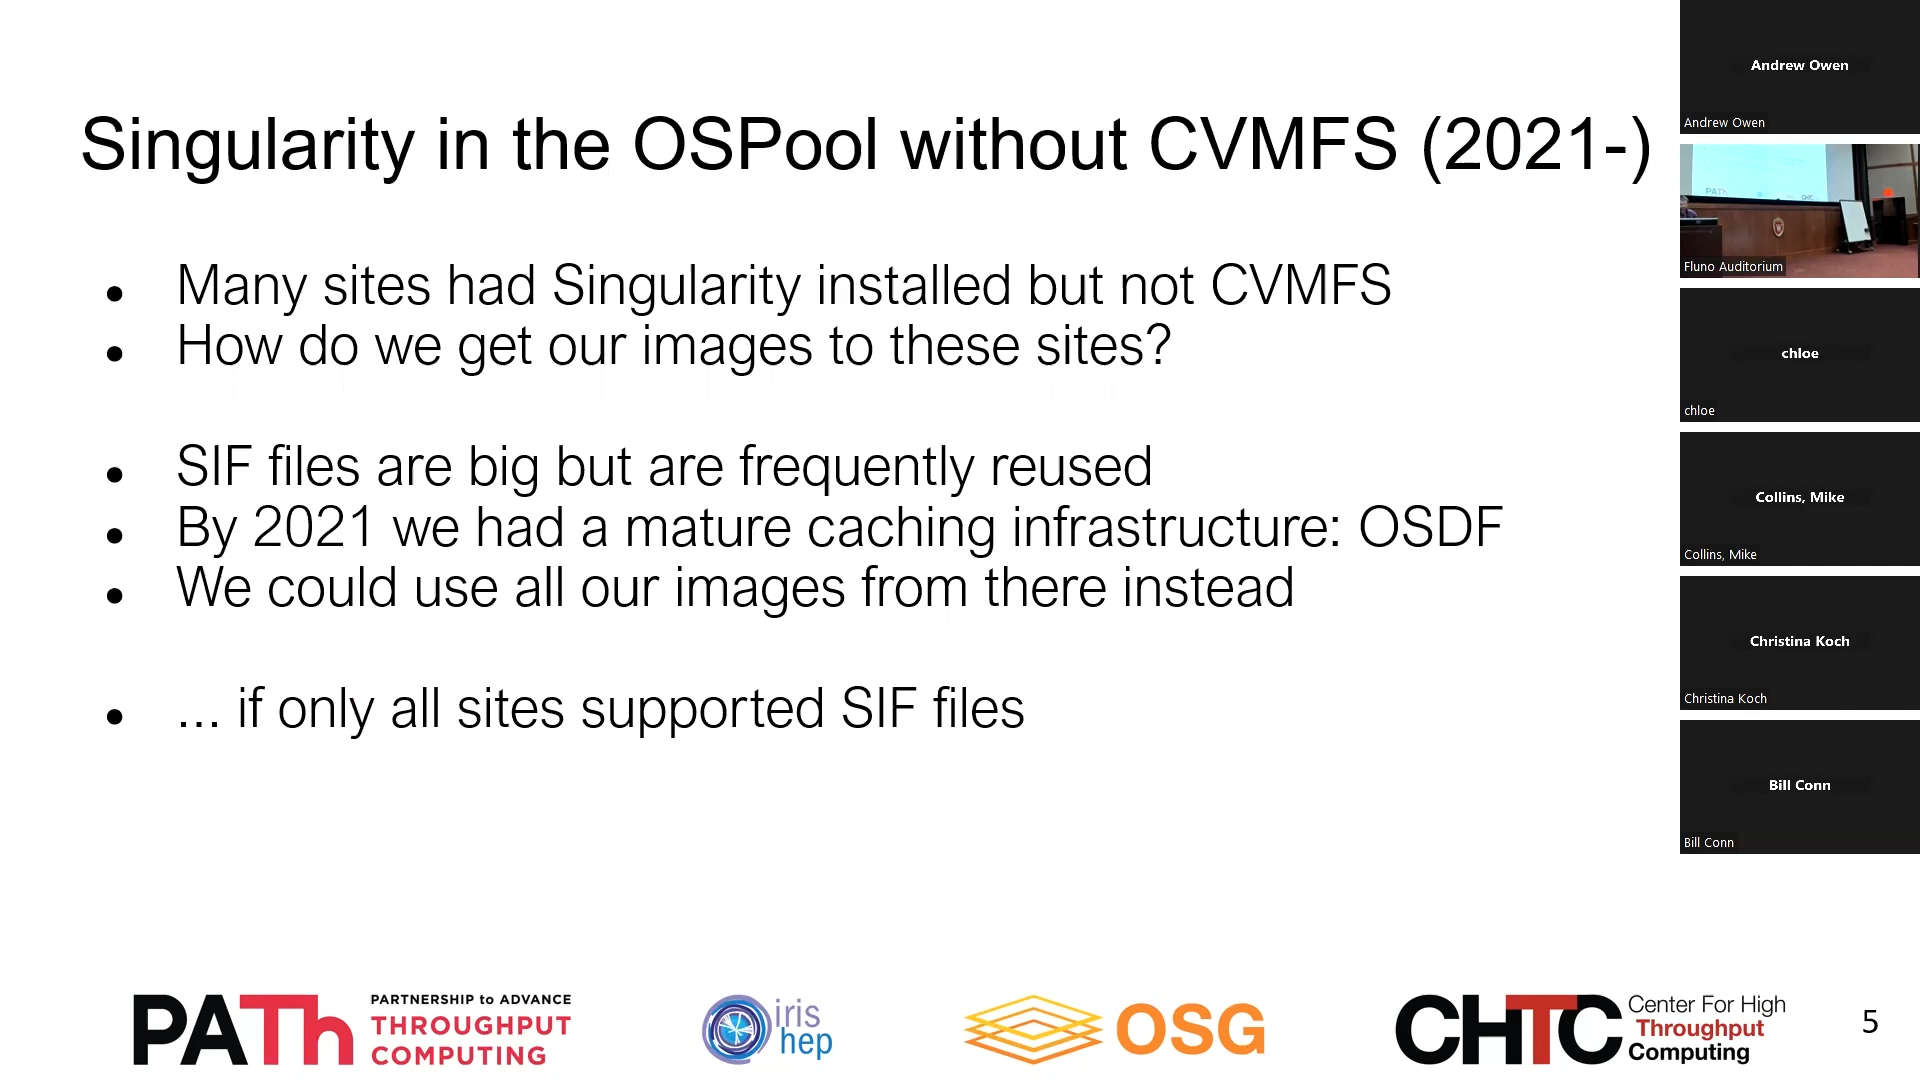 Singularity in the OSPool without CVMFS (2021-)
• Many sites had Singularity installed but not CVMFS
• How do we get our images to these sites?
• SIF files are big but are frequently reused
• By 2021 we had a mature caching infrastructure: OSDF
• We could use all our images from there instead
• ... if only all sites supported SIF files
PATh
PARTNERSHIP to ADVANCE
THROUGHPUT
COMPUTING
iris
hep
OSG
CHTC
Center For High
Throughput
Computing
5
Andrew Owen
Andrew Owen
PATh
CHTC
Fluno Auditorium
chloe
chloe
Collins, Mike
Collins, Mike
Christina Koch
Christina Koch
Bill Conn
Bill Conn